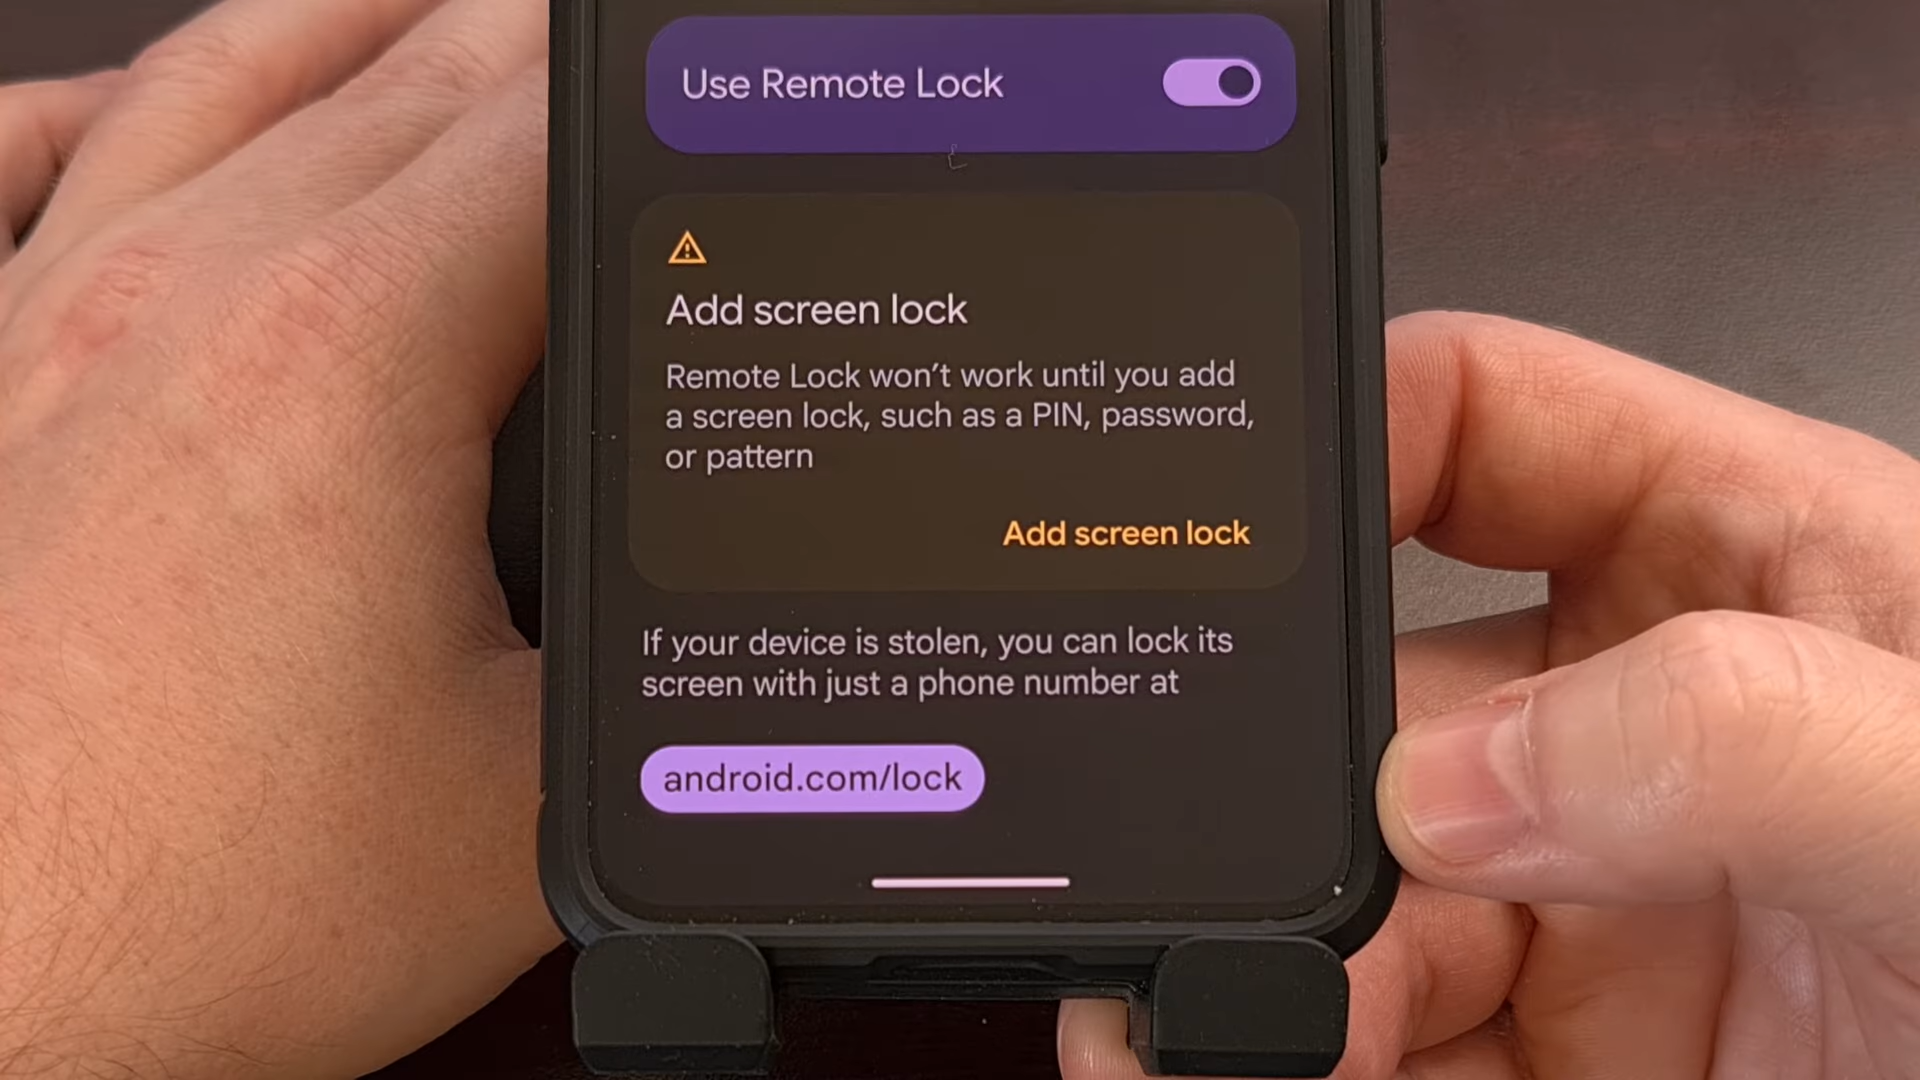 Use Remote Lock
Add screen lock
Remote Lock won’t work until you add
a screen lock, such as a PIN, password,
or pattern
Add screen lock
If your device is stolen, you can lock its
screen with just a phone number at
android.com/lock